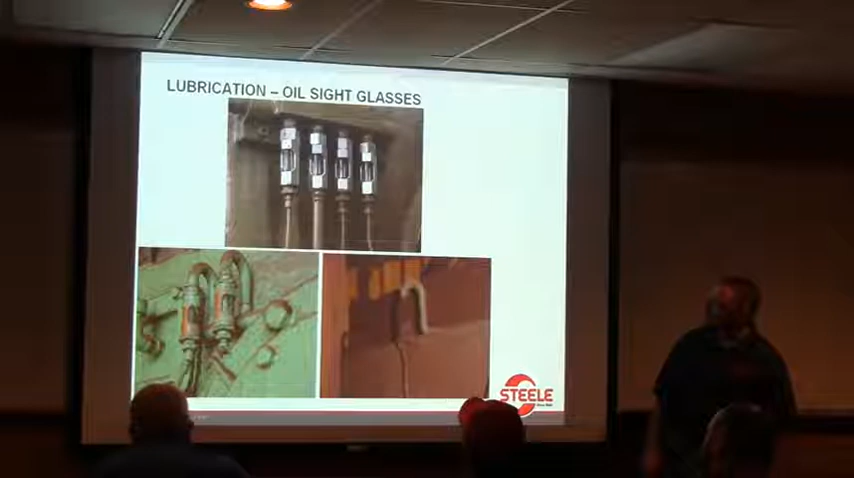 LUBRICATION – OIL SIGHT GLASSES
STEELE